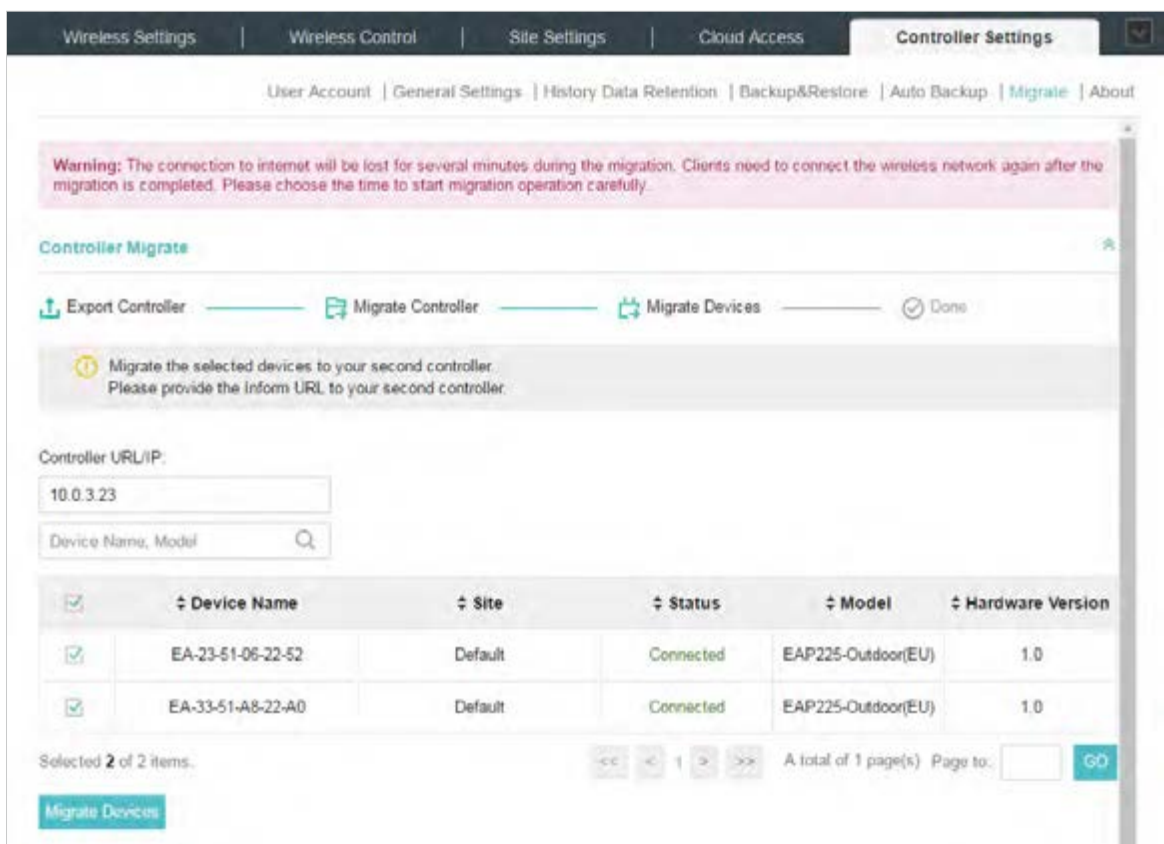 Wireless Settings | Wireless Control | Site Settings | Cloud Access Controller Settings
User Account | General Settings | History Data Retention | Backup&Restore | Auto Backup | Migrate | About
Warning: The connection to internet will be lost for several minutes during the migration. Clients need to connect the wireless network again after the
migration is completed. Please choose the time to start migration operation carefully.
Controller Migrate
Export Controller Migrate Controller Migrate Devices Done
Migrate the selected devices to your second controller.
Please provide the Inform URL to your second controller.
Controller URL/IP:
10.0.3.23
Device Name, Model
Device Name Site Status Model Hardware Version
EA-23-51-06-22-52 Default Connected EAP225-Outdoor(EU) 1.0
EA-33-51-A8-22-A0 Default Connected EAP225-Outdoor(EU) 1.0
Selected 2 of 2 items. << < 1 > >> A total of 1 page(s) Page to: GO
Migrate Devices